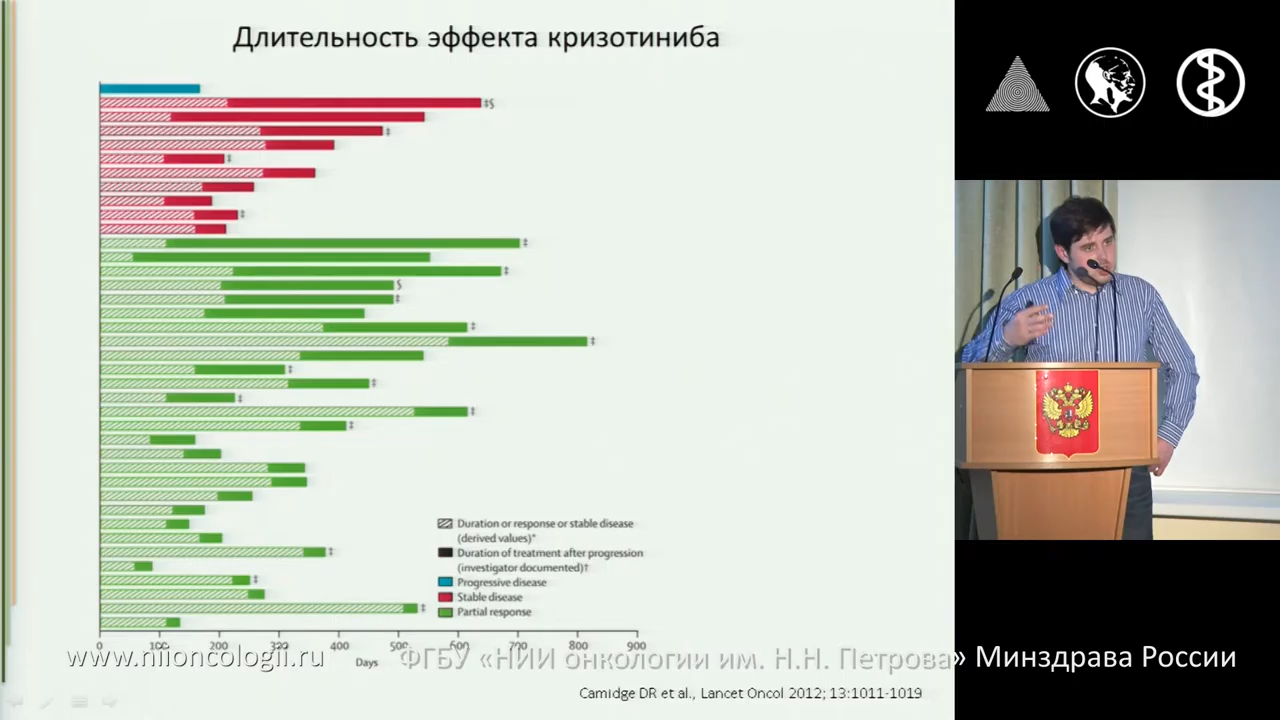 Длительность эффекта кризотиниба
‡§
‡
‡
‡
‡
‡
§
‡
‡
‡
‡
‡
‡
‡
‡
‡
‡
‡
Duration or response or stable disease
(derived values)*
Duration of treatment after progression
(investigator documented)†
Progressive disease
Stable disease
Partial response
0 100 200 300 400 500 600 700 800 900
Days
www.niioncologii.ru
ФГБУ «НИИ онкологии им. Н.Н. Петрова» Минздрава России
Camidge DR et al., Lancet Oncol 2012; 13:1011-1019